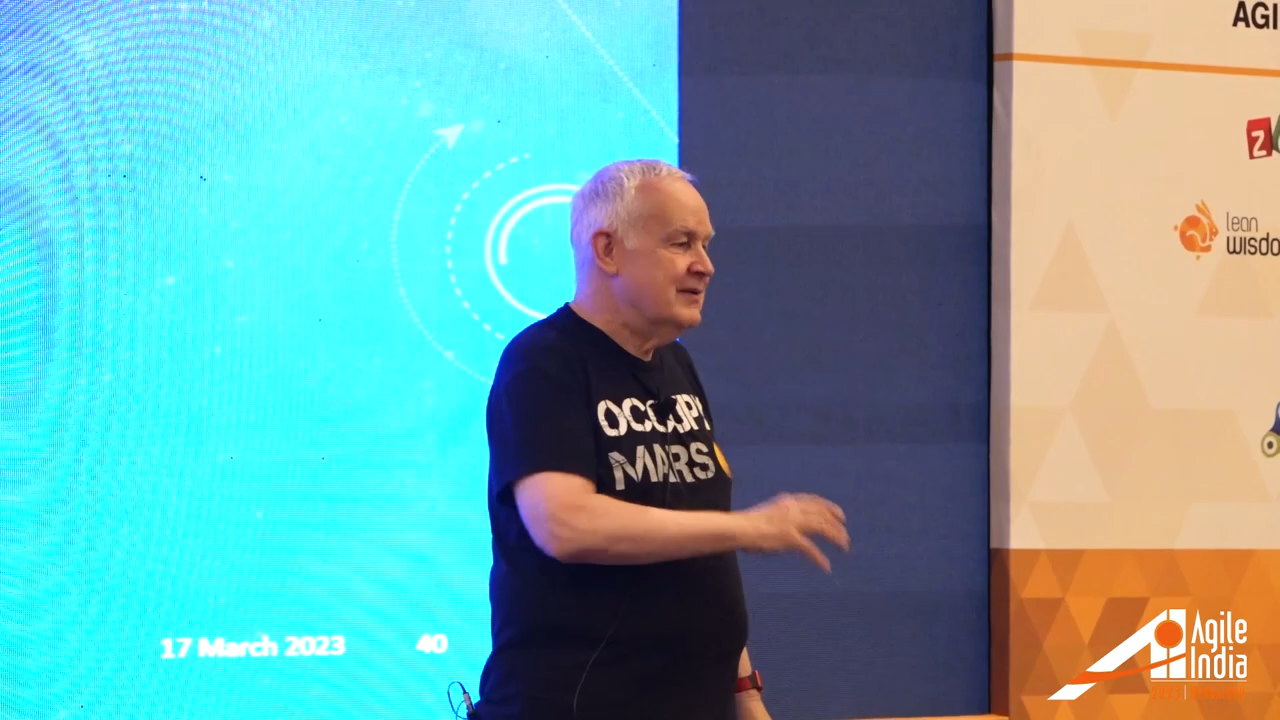 AGI
z
lean
wisdo
OCCUPY
MARS
17 March 2023 40
Agile
India